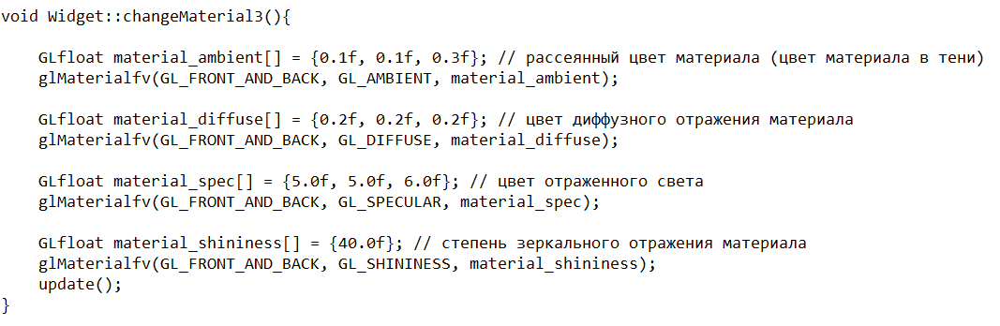 void Widget::changeMaterial3(){
GLfloat material_ambient[] = {0.1f, 0.1f, 0.3f}; // рассеянный цвет материала (цвет материала в тени)
glMaterialfv(GL_FRONT_AND_BACK, GL_AMBIENT, material_ambient);
GLfloat material_diffuse[] = {0.2f, 0.2f, 0.2f}; // цвет диффузного отражения материала
glMaterialfv(GL_FRONT_AND_BACK, GL_DIFFUSE, material_diffuse);
GLfloat material_spec[] = {5.0f, 5.0f, 6.0f}; // цвет отраженного света
glMaterialfv(GL_FRONT_AND_BACK, GL_SPECULAR, material_spec);
GLfloat material_shininess[] = {40.0f}; // степень зеркального отражения материала
glMaterialfv(GL_FRONT_AND_BACK, GL_SHININESS, material_shininess);
update();
}